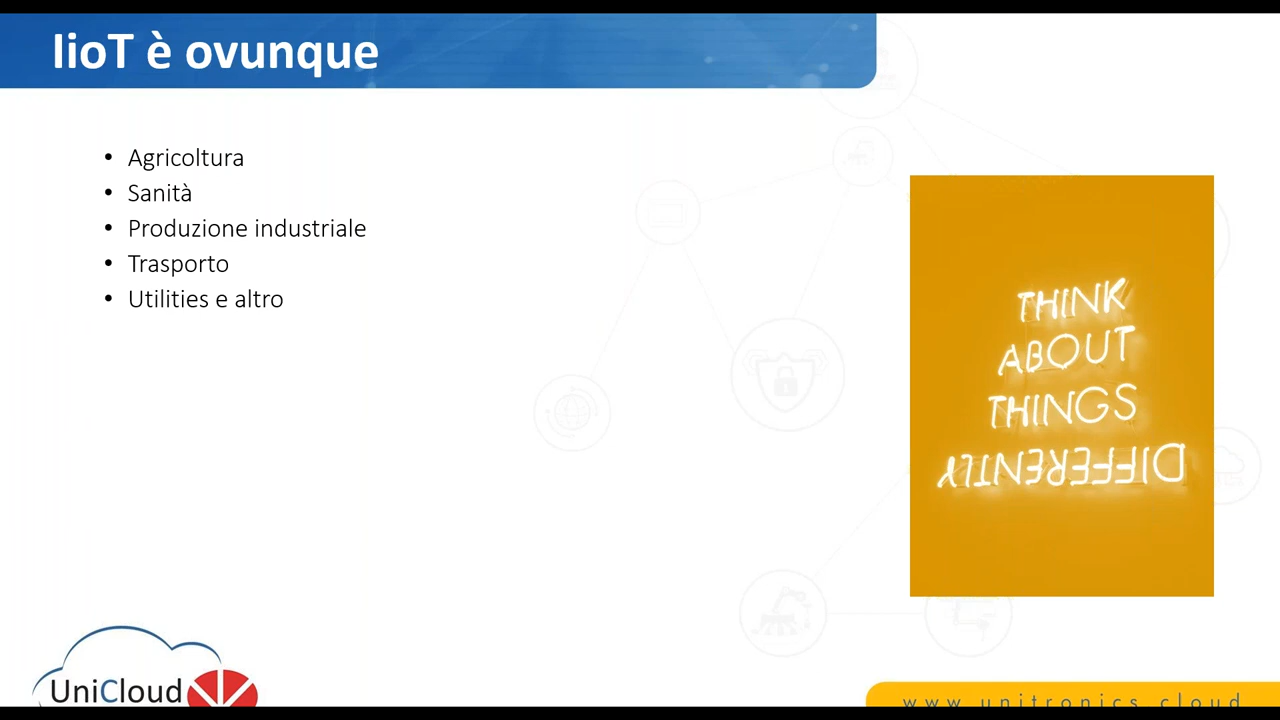 IioT è ovunque
• Agricoltura
• Sanità
• Produzione industriale
• Trasporto
• Utilities e altro
THINK
ABOUT
THINGS
DIFFERENTLY
UniCloud
www.unitronics.cloud